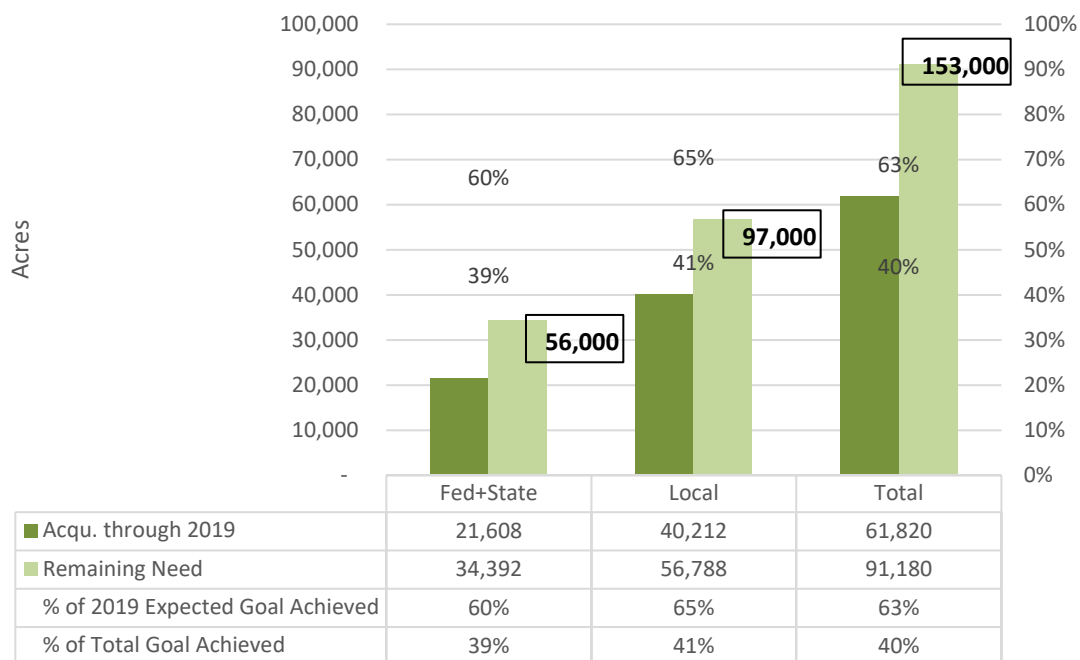 100,000 100%
90,000 153,000 90%
80,000 80%
70,000 60% 65% 63% 70%
60,000 60%
50,000 97,000 50%
Acres
40,000 39% 41% 40% 40%
30,000 56,000 30%
20,000 20%
10,000 10%
- 0%
Fed+State Local Total
Acqu. through 2019 21,608 40,212 61,820
Remaining Need 34,392 56,788 91,180
% of 2019 Expected Goal Achieved 60% 65% 63%
% of Total Goal Achieved 39% 41% 40%